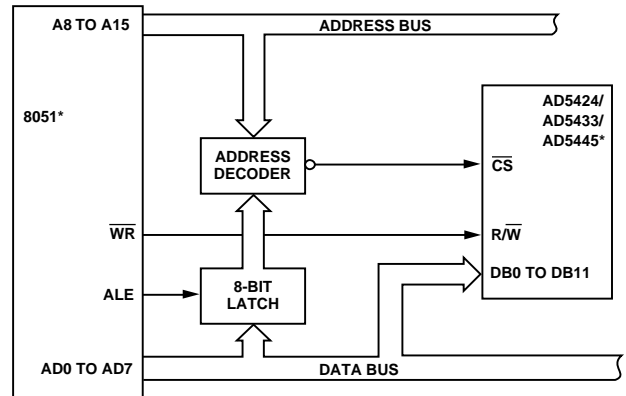 A8 TO A15
ADDRESS BUS
8051*
AD5424/
AD5433/
AD5445*
ADDRESS
DECODER
CS
WR
R/W
ALE
8-BIT
LATCH
DB0 TO DB11
AD0 TO AD7
DATA BUS